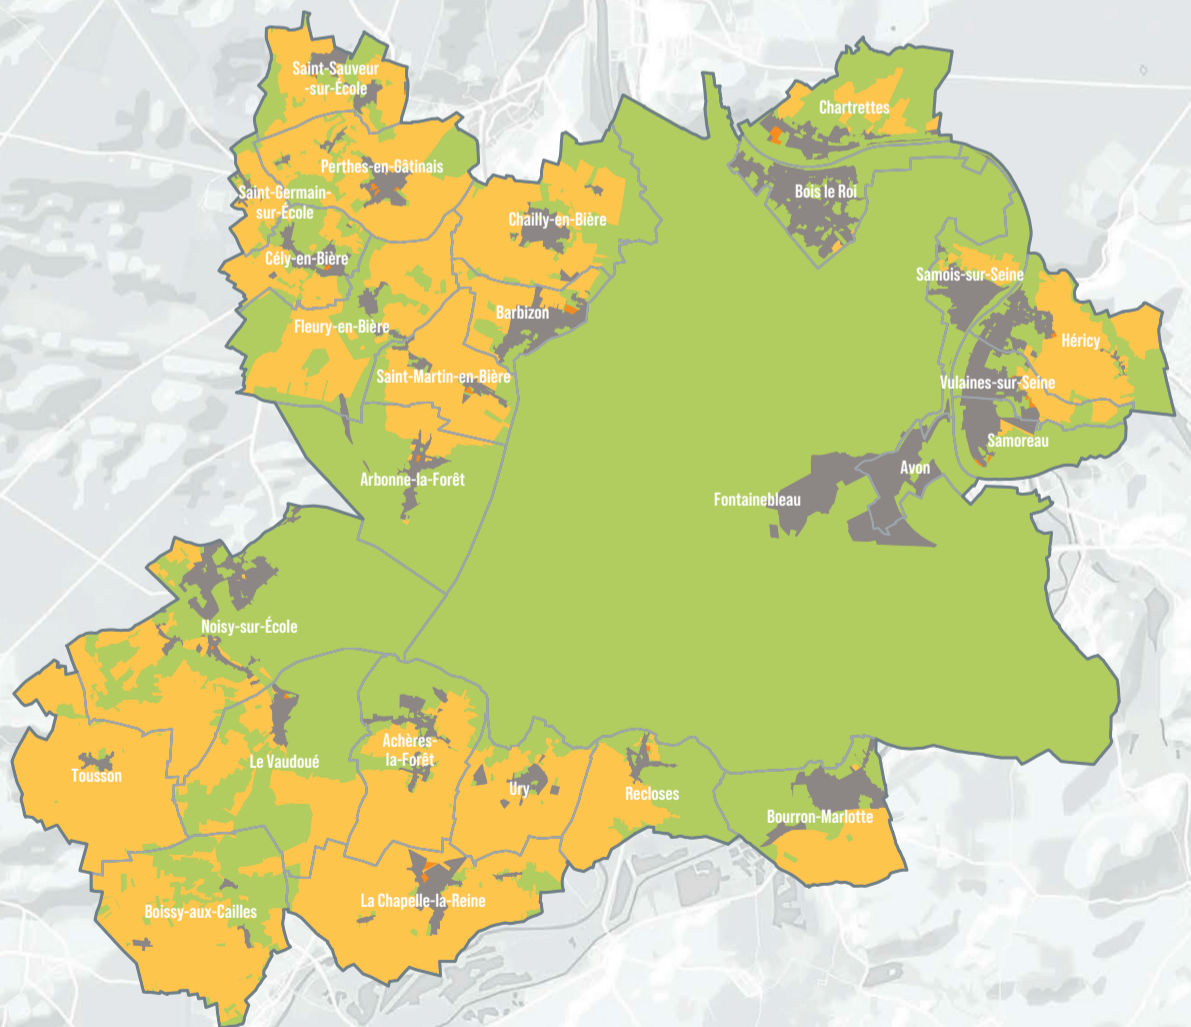 Saint-Sauveur
-sur-École
Chartrettes
Perthes-en-Gâtinais
Saint-Germain-
sur-École
Bois le Roi
Chailly-en-Bière
Cély-en-Bière
Samois-sur-Seine
Barbizon
Fleury-en-Bière
Héricy
Saint-Martin-en-Bière
Vulaines-sur-Seine
Samoreau
Avon
Arbonne-la-Forêt
Fontainebleau
Noisy-sur-École
Achères-
la-Forêt
Le Vaudoué
Tousson
Ury
Recloses
Bourron-Marlotte
La Chapelle-la-Reine
Boissy-aux-Cailles